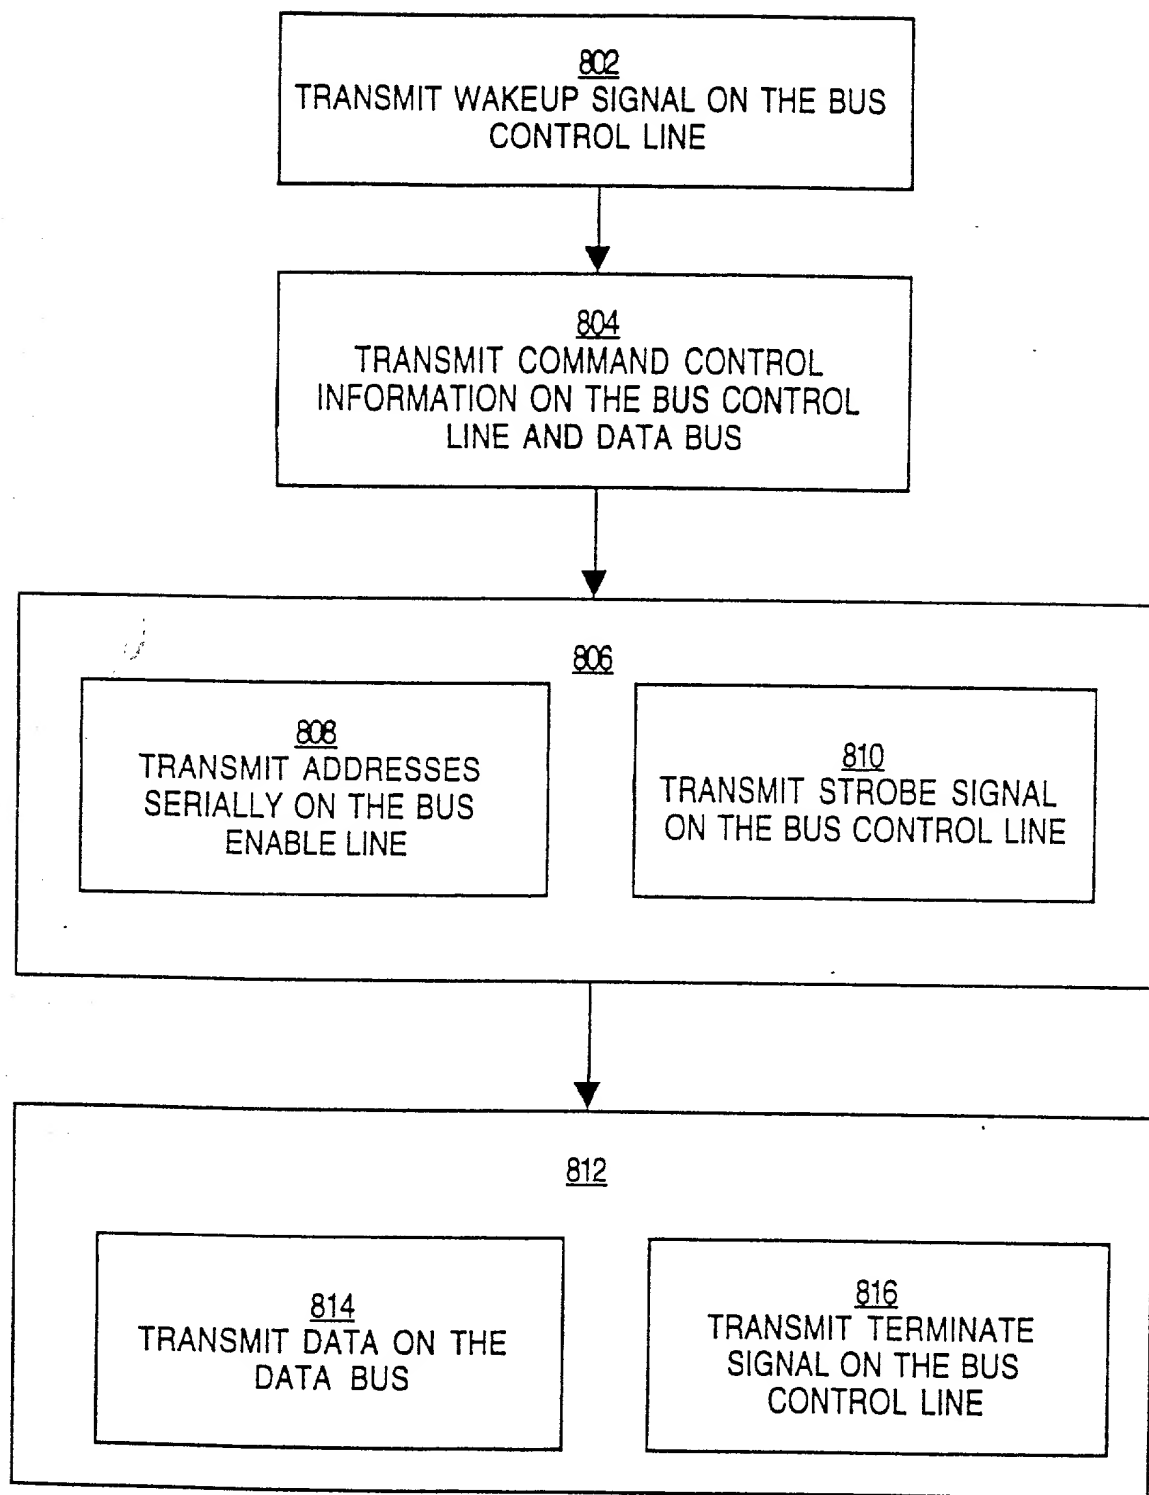 802
TRANSMIT WAKEUP SIGNAL ON THE BUS
CONTROL LINE
804
TRANSMIT COMMAND CONTROL
INFORMATION ON THE BUS CONTROL
LINE AND DATA BUS
806
808
TRANSMIT ADDRESSES
SERIALLY ON THE BUS
ENABLE LINE
810
TRANSMIT STROBE SIGNAL
ON THE BUS CONTROL LINE
812
814
TRANSMIT DATA ON THE
DATA BUS
816
TRANSMIT TERMINATE
SIGNAL ON THE BUS
CONTROL LINE